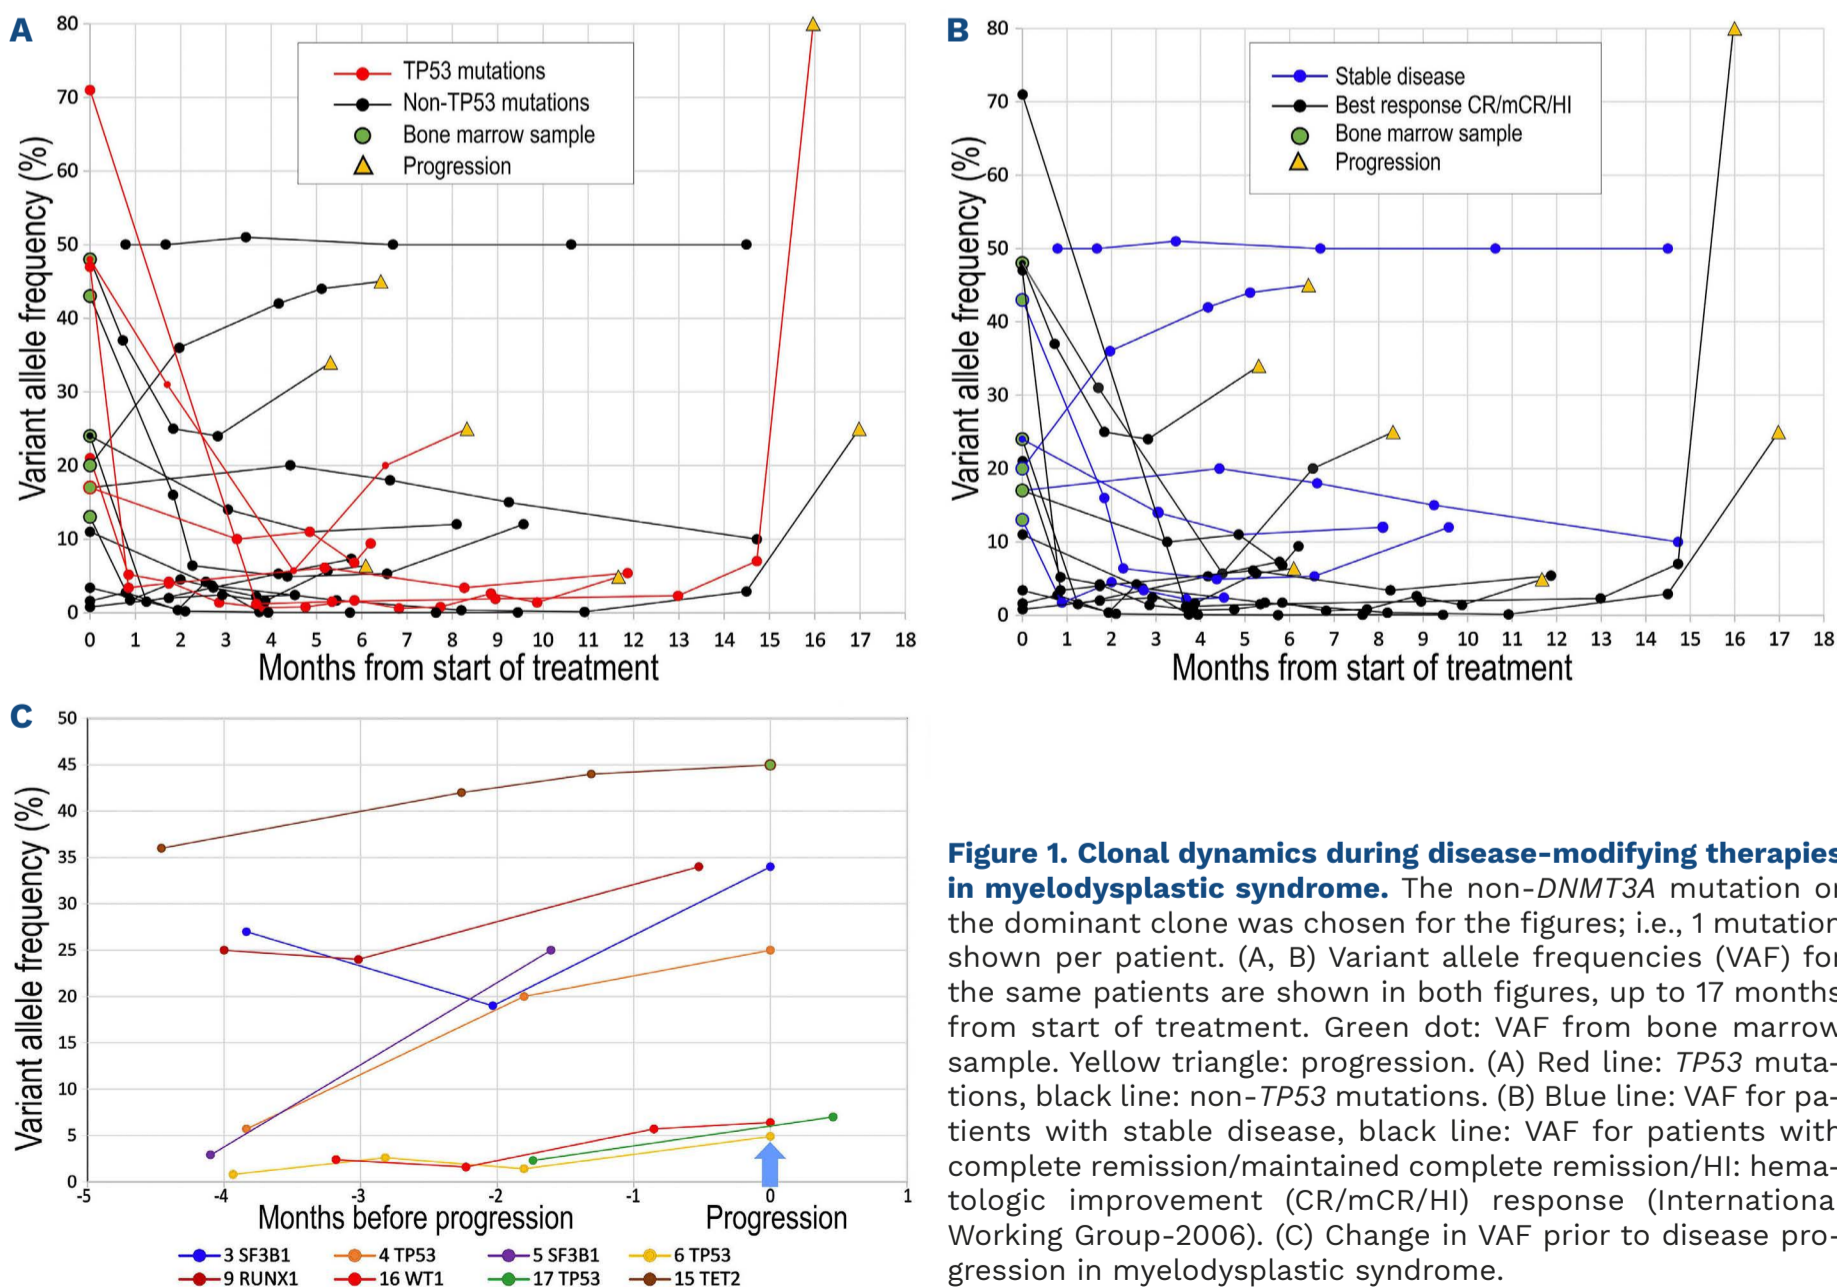 A
Variant allele frequency (%)
80
70
60
50
40
30
20
10
0
TP53 mutations
Non-TP53 mutations
Bone marrow sample
Progression
0 1 2 3 4 5 6 7 8 9 10 11 12 13 14 15 16 17 18
Months from start of treatment
B
Variant allele frequency (%)
80
70
60
50
40
30
20
10
0
Stable disease
Best response CR/mCR/HI
Bone marrow sample
Progression
0 1 2 3 4 5 6 7 8 9 10 11 12 13 14 15 16 17 18
Months from start of treatment
C
Variant allele frequency (%)
50
45
40
35
30
25
20
15
10
5
0
-5 -4 -3 -2 -1 0 1
Months before progression Progression
3 SF3B1 4 TP53 5 SF3B1 6 TP53
9 RUNX1 16 WT1 17 TP53 15 TET2
Figure 1. Clonal dynamics during disease-modifying therapies
in myelodysplastic syndrome. The non-DNMT3A mutation or
the dominant clone was chosen for the figures; i.e., 1 mutation
shown per patient. (A, B) Variant allele frequencies (VAF) for
the same patients are shown in both figures, up to 17 months
from start of treatment. Green dot: VAF from bone marrow
sample. Yellow triangle: progression. (A) Red line: TP53 muta-
tions, black line: non-TP53 mutations. (B) Blue line: VAF for pa-
tients with stable disease, black line: VAF for patients with
complete remission/maintained complete remission/HI: hema-
tologic improvement (CR/mCR/HI) response (Internationa
Working Group-2006). (C) Change in VAF prior to disease pro-
gression in myelodysplastic syndrome.